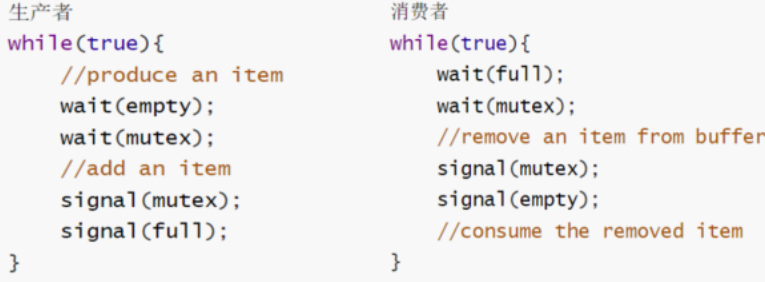 生产者
while(true){
//produce an item
wait(empty);
wait(mutex);
//add an item
signal(mutex);
signal(full);
}
消费者
while(true){
wait(full);
wait(mutex);
//remove an item from buffer
signal(mutex);
signal(empty);
//consume the removed item
}